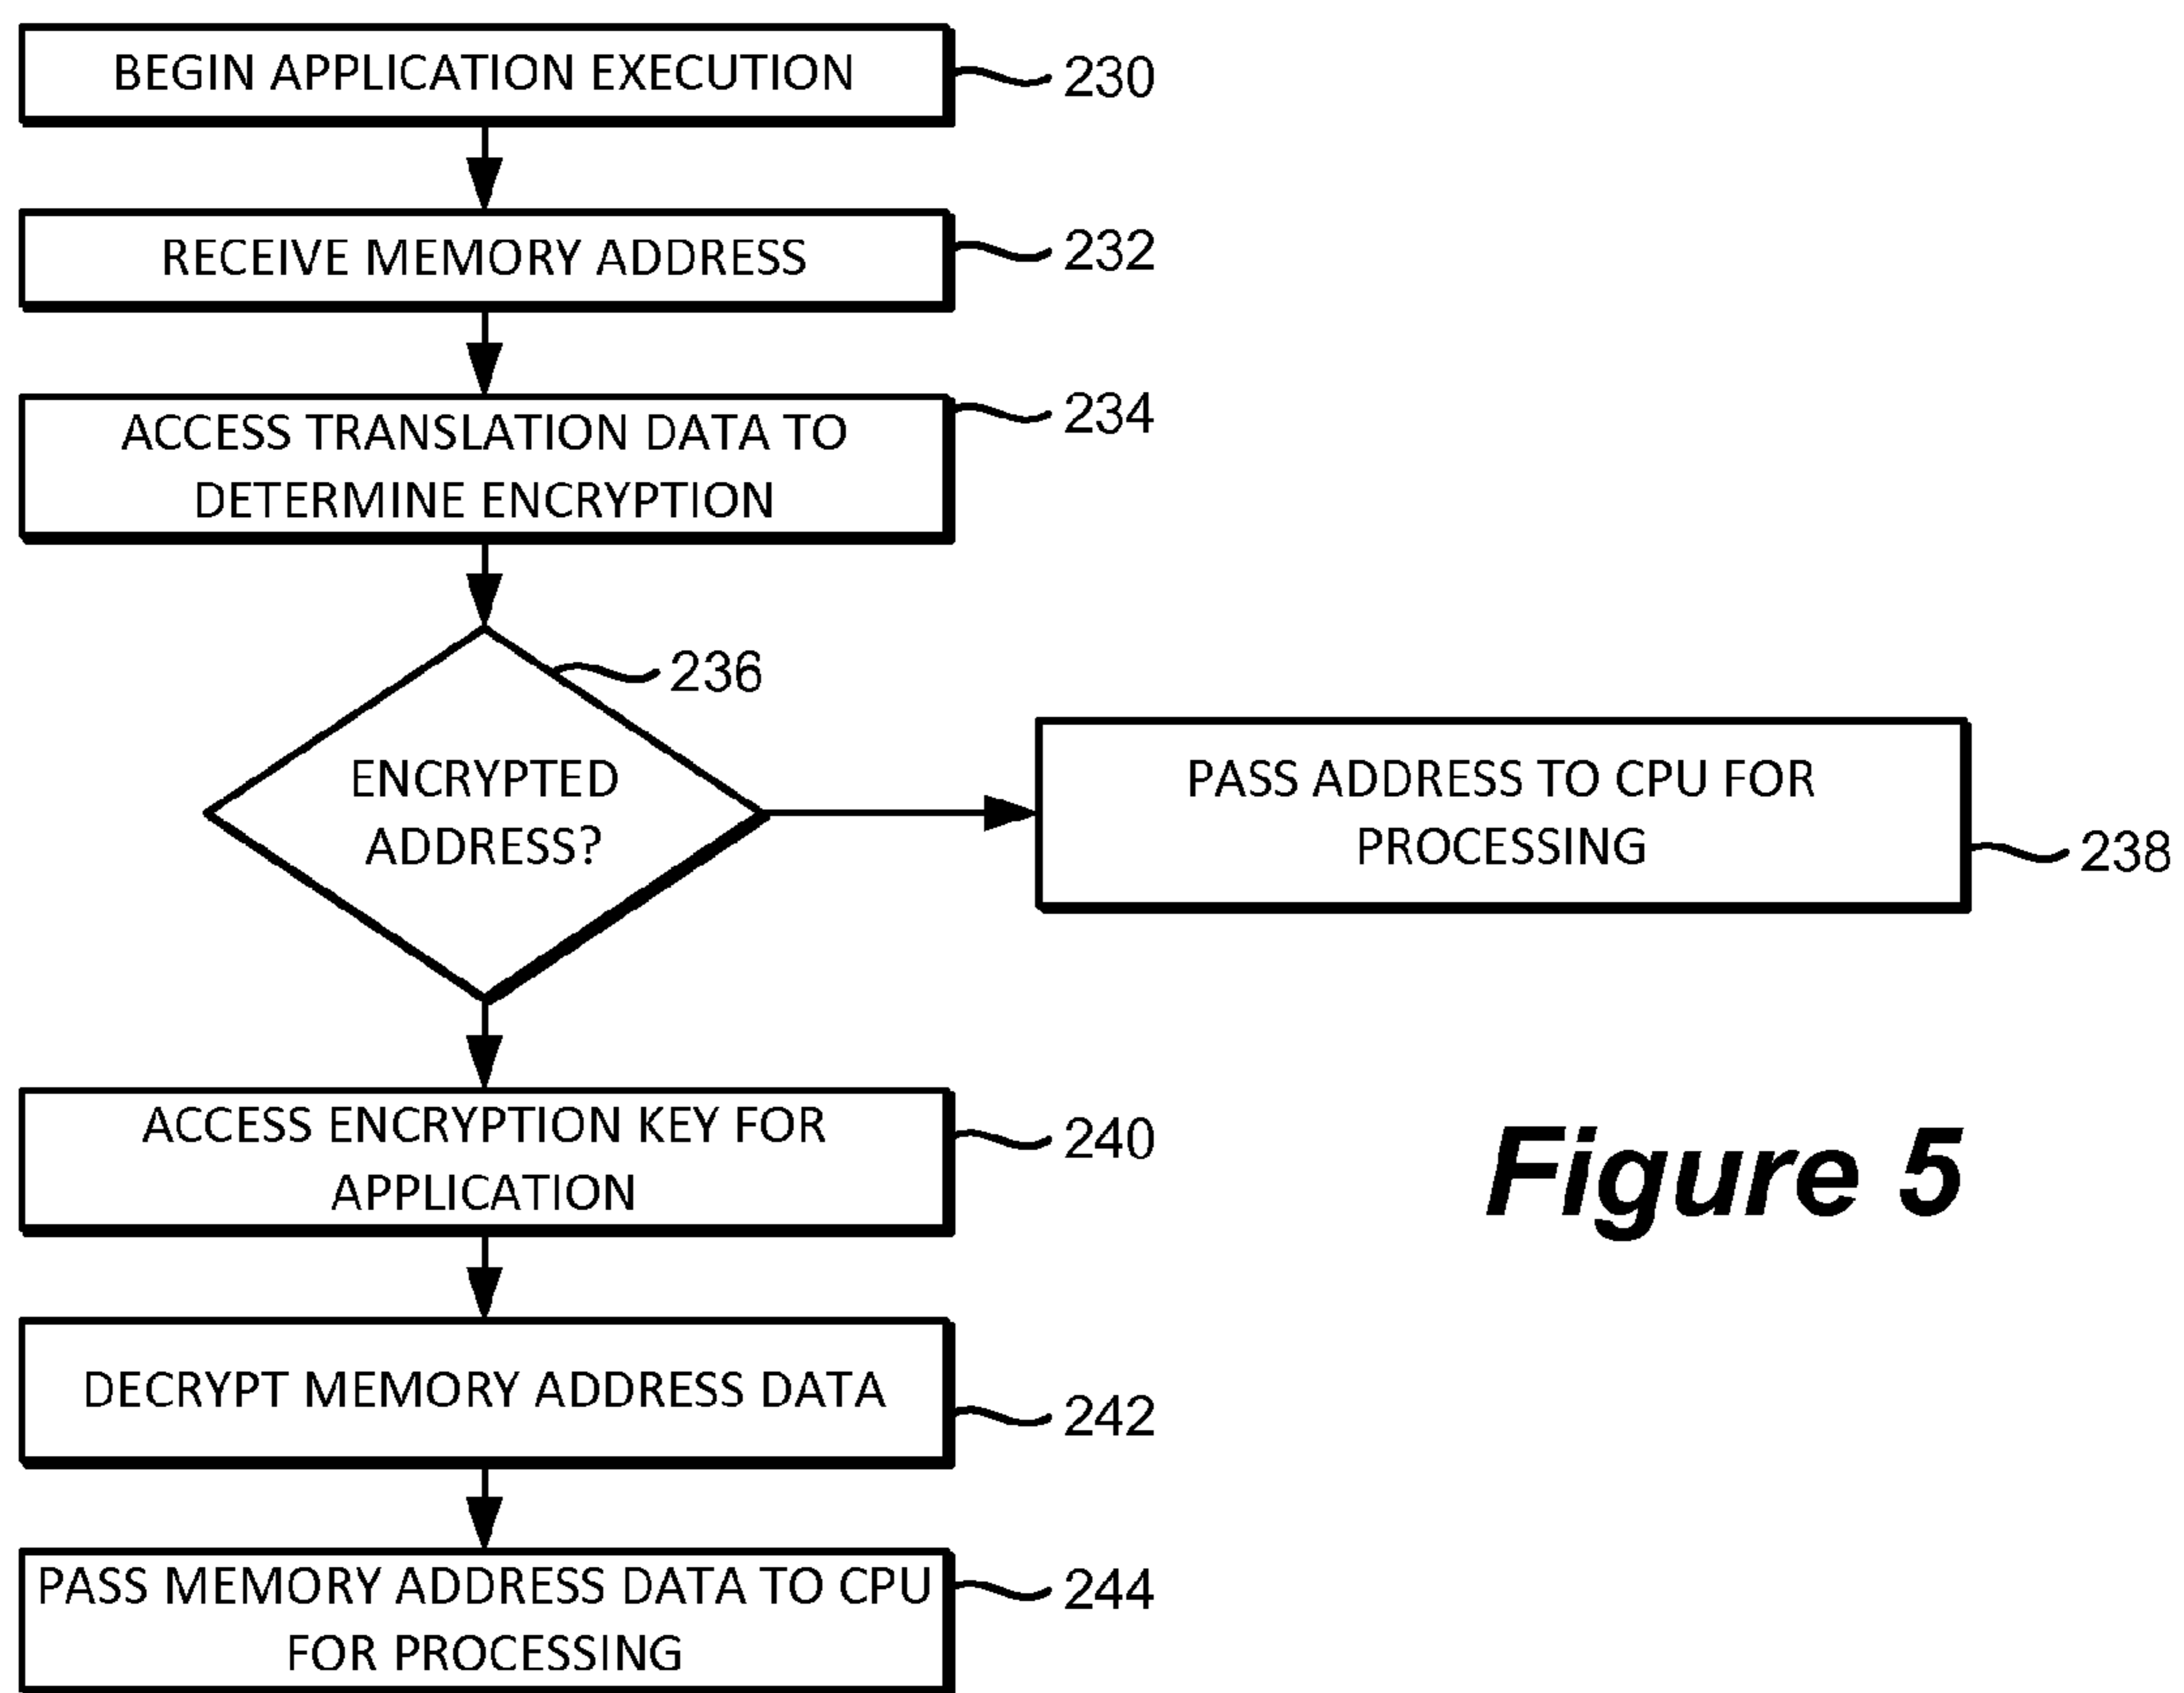 BEGIN APPLICATION EXECUTION
230
RECEIVE MEMORY ADDRESS
232
ACCESS TRANSLATION DATA TO
DETERMINE ENCRYPTION
234
236
ENCRYPTED
ADDRESS?
PASS ADDRESS TO CPU FOR
PROCESSING
238
ACCESS ENCRYPTION KEY FOR
APPLICATION
240
Figure 5
DECRYPT MEMORY ADDRESS DATA
242
PASS MEMORY ADDRESS DATA TO CPU
FOR PROCESSING
244